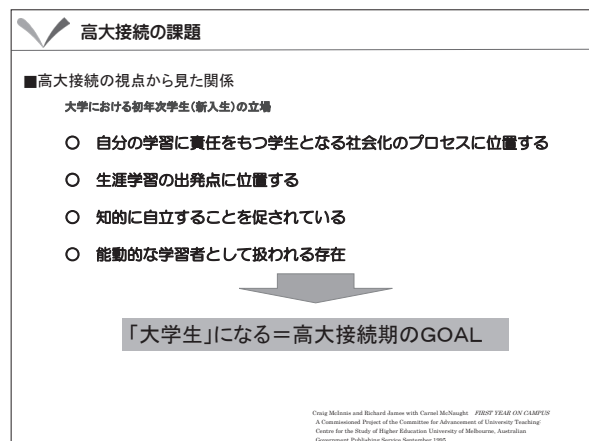 高大接続の課題
■高大接続の視点から見た関係
大学における初年次学生(新入生)の立場
○ 自分の学習に責任をもつ学生となる社会化のプロセスに位置する
○ 生涯学習の出発点に位置する
○ 知的に自立することを促されている
○ 能動的な学習者として扱われる存在
「大学生」になる＝高大接続期のGOAL
Craig McInnis and Richard James with Carmel McNaught FIRST YEAR ON CAMPUS
A Commissioned Project of the Committee for Advancement of University Teaching
Centre for the Study of Higher Education University of Melbourne, Australian
Government Publishing Service September 1995